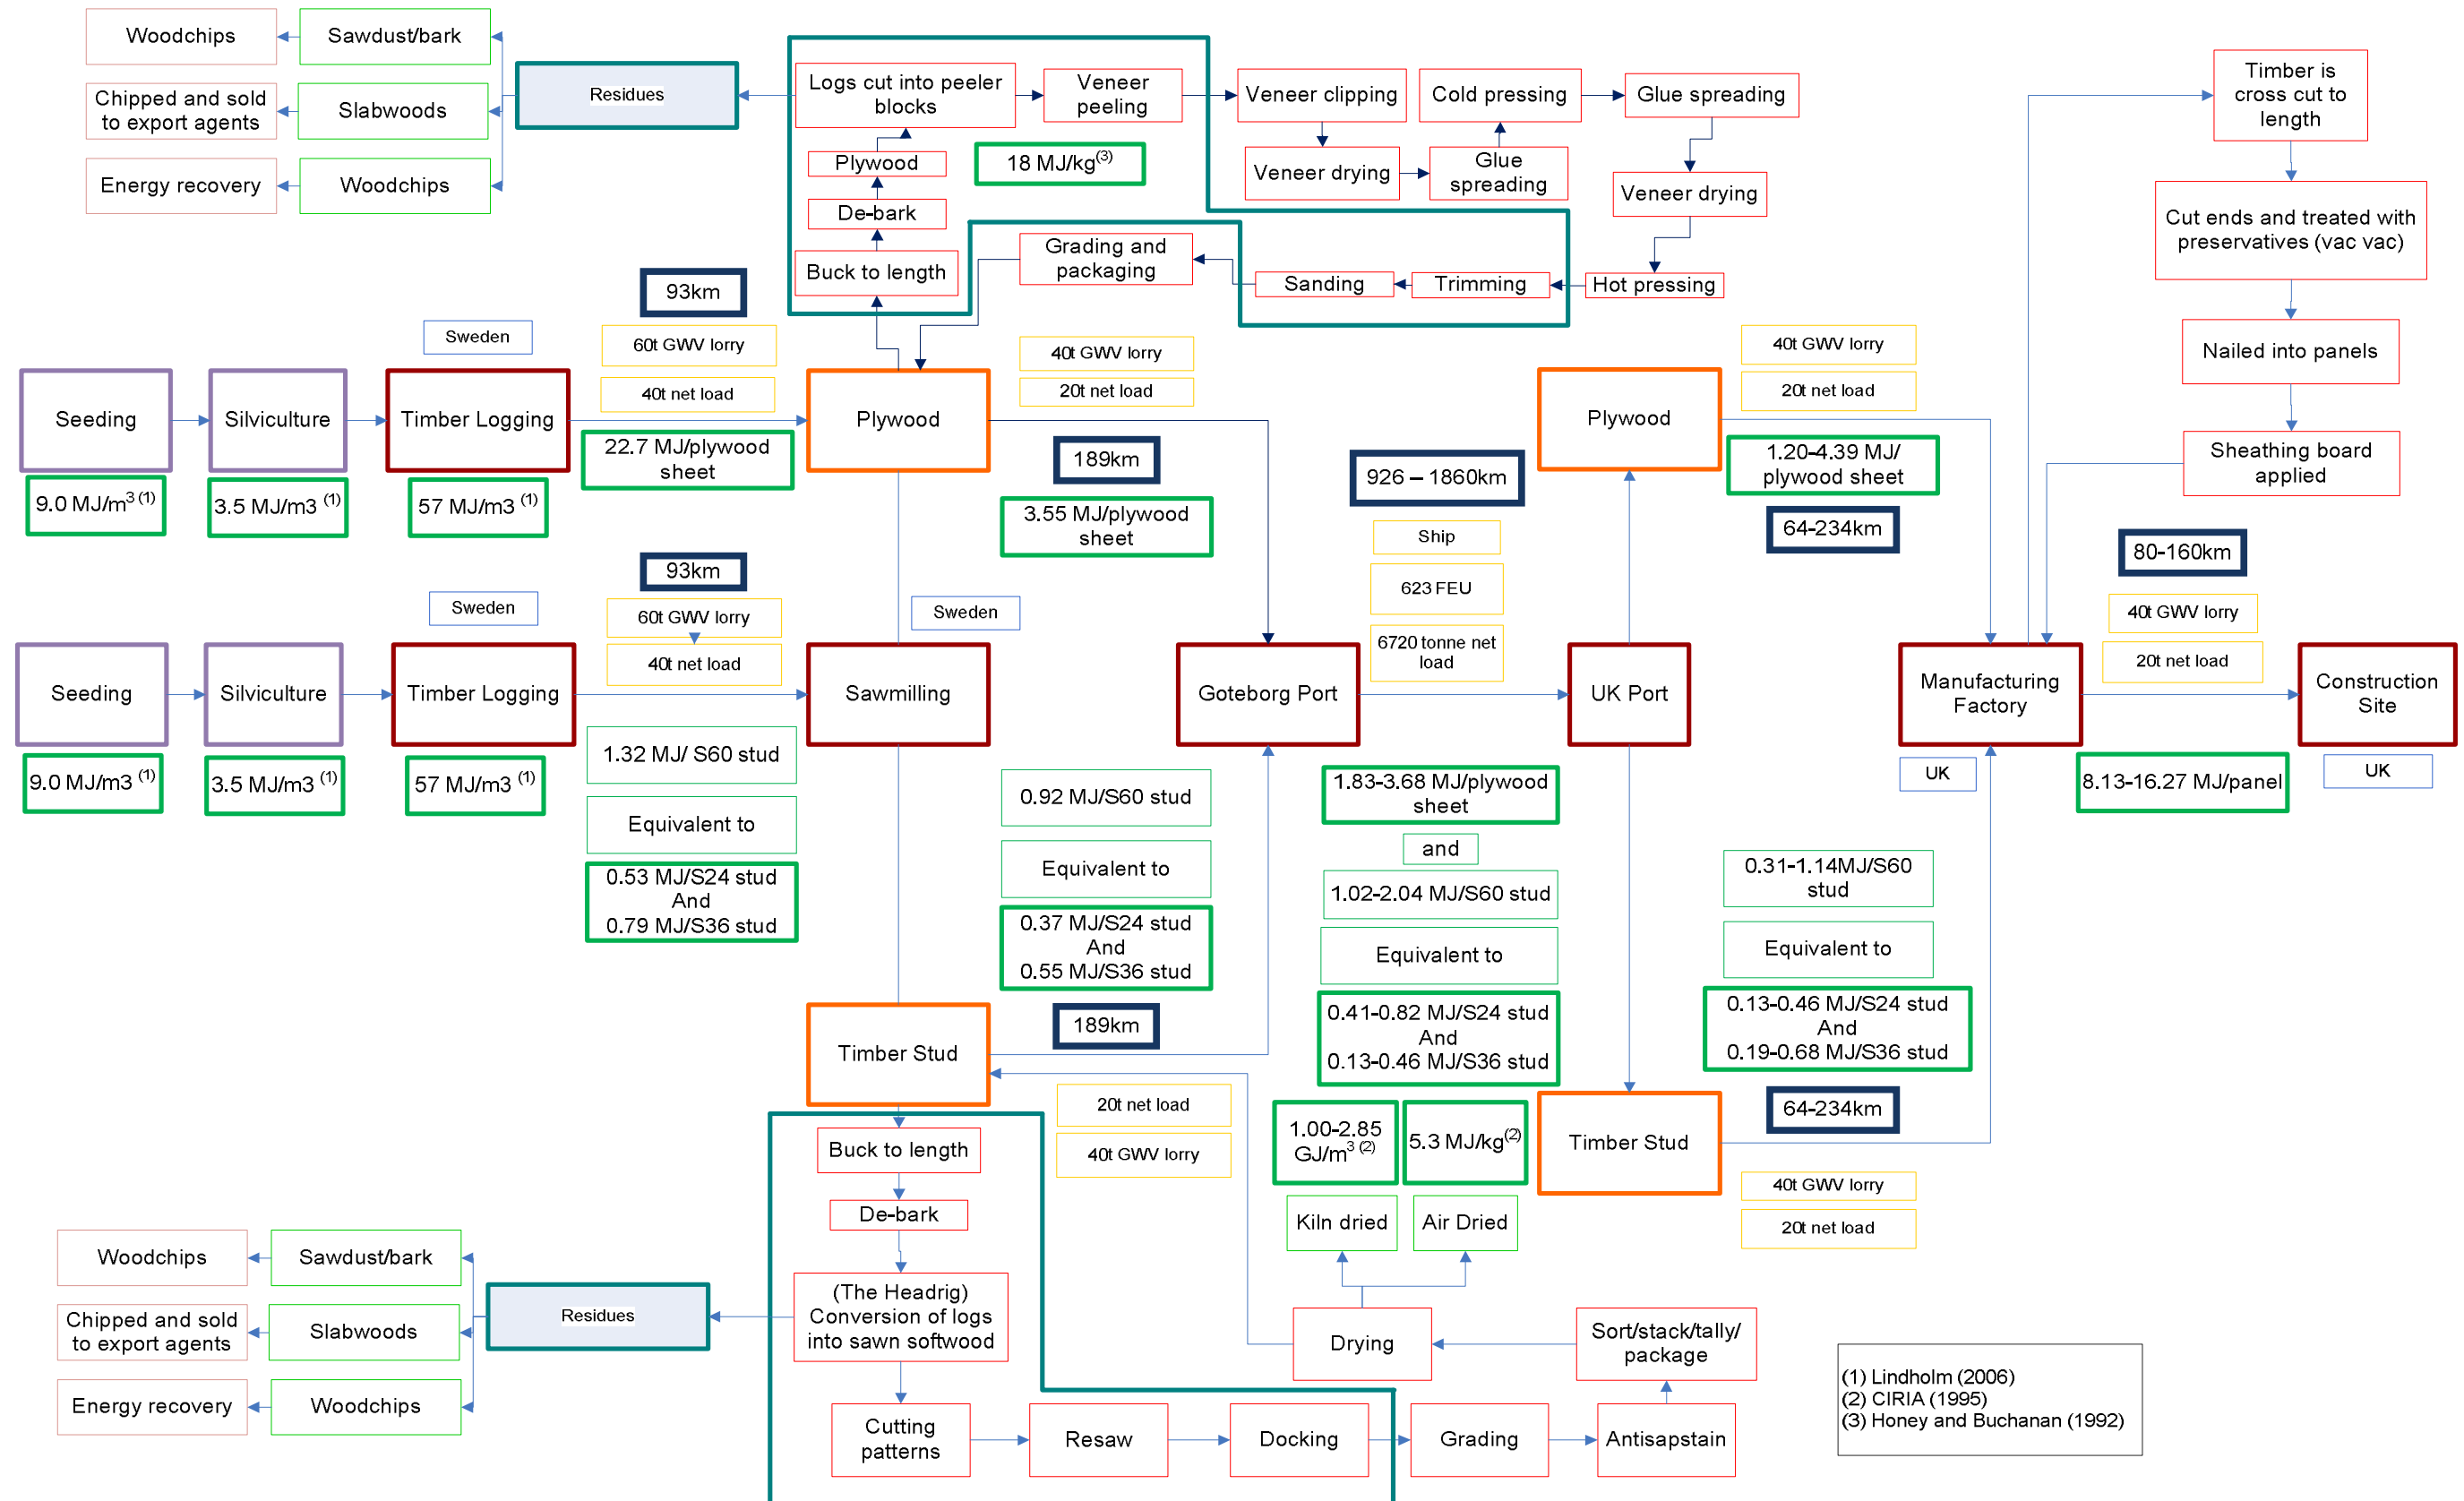 Woodchips
Sawdust/bark
Chipped and sold
to export agents
Slabwoods
Energy recovery
Woodchips
Residues
Logs cut into peeler
blocks
Veneer
peeling
Plywood
18 MJ/kg(3)
De-bark
Buck to length
Veneer clipping
Cold pressing
Glue spreading
Veneer drying
Glue
spreading
Veneer drying
Grading and
packaging
Sanding
Trimming
Hot pressing
Timber is
cross cut to
length
Cut ends and treated with
preservatives (vac vac)
Nailed into panels
Sheathing board
applied
Sweden
93km
60t GWV lorry
40t net load
Seeding
Silviculture
Timber Logging
22.7 MJ/plywood
sheet
Plywood
9.0 MJ/m3 (1)
3.5 MJ/m3 (1)
57 MJ/m3 (1)
40t GWV lorry
20t net load
189km
3.55 MJ/plywood
sheet
926 – 1860km
Ship
623 FEU
6720 tonne net
load
Plywood
40t GWV lorry
20t net load
1.20-4.39 MJ/
plywood sheet
64-234km
80-160km
40t GWV lorry
20t net load
Sweden
93km
60t GWV lorry
40t net load
Sweden
Seeding
Silviculture
Timber Logging
Sawmilling
Goteborg Port
UK Port
Manufacturing
Factory
Construction
Site
9.0 MJ/m3 (1)
3.5 MJ/m3 (1)
57 MJ/m3 (1)
1.32 MJ/ S60 stud
Equivalent to
0.53 MJ/S24 stud
And
0.79 MJ/S36 stud
0.92 MJ/S60 stud
Equivalent to
0.37 MJ/S24 stud
And
0.55 MJ/S36 stud
189km
1.83-3.68 MJ/plywood
sheet
and
1.02-2.04 MJ/S60 stud
Equivalent to
0.41-0.82 MJ/S24 stud
And
0.13-0.46 MJ/S36 stud
UK
8.13-16.27 MJ/panel
UK
0.31-1.14MJ/S60
stud
Equivalent to
0.13-0.46 MJ/S24 stud
And
0.19-0.68 MJ/S36 stud
64-234km
Timber Stud
20t net load
40t GWV lorry
1.00-2.85
GJ/m3 (2)
5.3 MJ/kg(2)
Timber Stud
40t GWV lorry
20t net load
Buck to length
De-bark
Kiln dried
Air Dried
Woodchips
Sawdust/bark
Chipped and sold
to export agents
Slabwoods
Energy recovery
Woodchips
Residues
(The Headrig)
Conversion of logs
into sawn softwood
Drying
Sort/stack/tally/
package
Cutting
patterns
Resaw
Docking
Grading
Antisapstain
(1) Lindholm (2006)
(2) CIRIA (1995)
(3) Honey and Buchanan (1992)